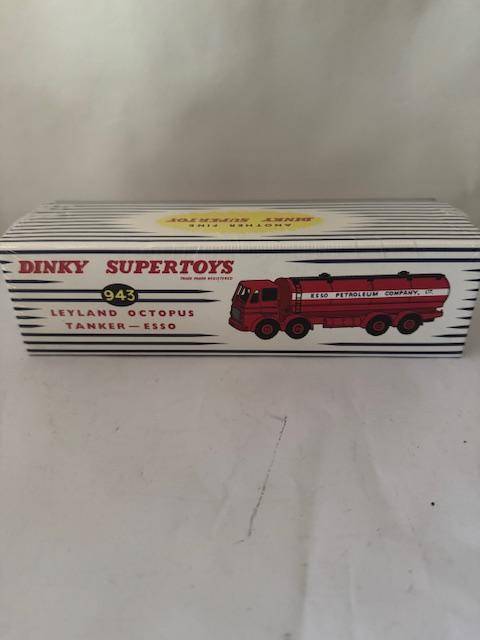 ANOTHER FINE
DINKY SUPERTOY
DINKY SUPERTOYS
TRADE MARK REGISTERED
943
LEYLAND OCTOPUS
TANKER — ESSO
ESSO PETROLEUM COMPANY, LTD.